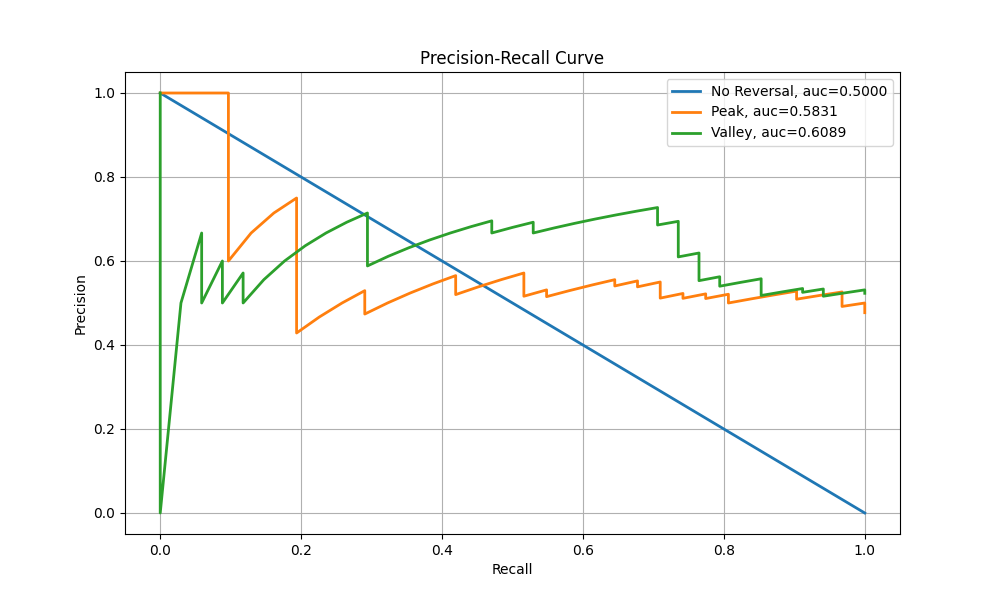 Precision-Recall Curve
No Reversal, auc=0.5000
Peak, auc=0.5831
Valley, auc=0.6089
1.0
0.8
0.6
0.4
0.2
0.0
Precision
0.0 0.2 0.4 0.6 0.8 1.0
Recall